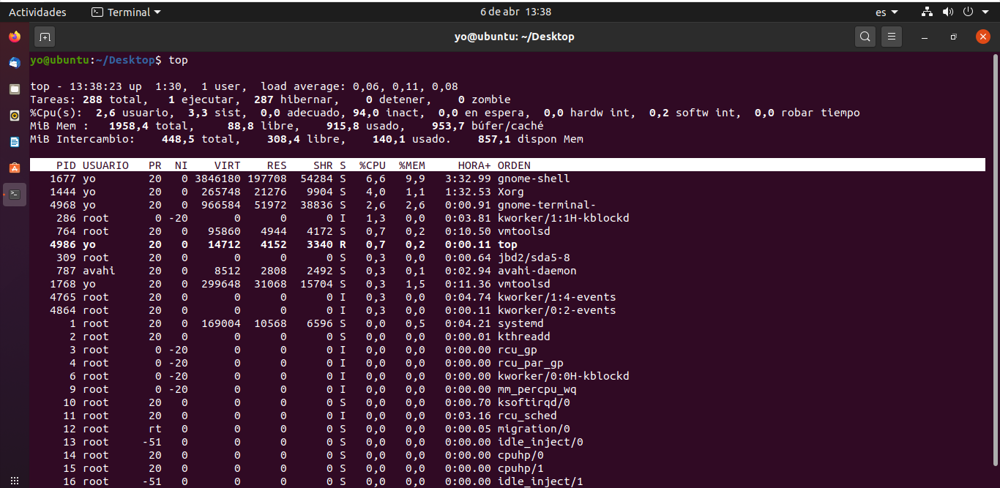 Actividades Terminal 6 de abr 13:38 es
yo@ubuntu: ~/Desktop
yo@ubuntu:~/Desktop$ top
top - 13:38:23 up  1:30,  1 user,  load average: 0,06, 0,11, 0,08
Tareas: 288 total,   1 ejecutar,  287 hibernar,    0 detener,    0 zombie
%Cpu(s):  2,6 usuario,  3,3 sist,  0,0 adecuado, 94,0 inact,  0,0 en espera,  0,0 hardw int,  0,2 softw int,  0,0 robar tiempo
MiB Mem :   1958,4 total,     88,8 libre,    915,8 usado,    953,7 búfer/caché
MiB Intercambio:    448,5 total,    308,4 libre,    140,1 usado.    857,1 dispon Mem
PID USUARIO   PR  NI    VIRT    RES    SHR S  %CPU  %MEM     HORA+ ORDEN
1677 yo        20   0 3846180 197708  54284 S   6,6   9,9   3:32.99 gnome-shell
1444 yo        20   0  265748  21276   9904 S   4,0   1,1   1:32.53 Xorg
4968 yo        20   0  966584  51972  38836 S   2,6   2,6   0:00.91 gnome-terminal-
286 root       0 -20       0      0      0 I   1,3   0,0   0:03.81 kworker/1:1H-kblockd
764 root      20   0   95860   4944   4172 S   0,7   0,2   0:10.50 vmtoolsd
4986 yo        20   0   14712   4152   3340 R   0,7   0,2   0:00.11 top
309 root      20   0       0      0      0 S   0,3   0,0   0:00.64 jbd2/sda5-8
787 avahi     20   0    8512   2808   2492 S   0,3   0,1   0:02.94 avahi-daemon
1768 yo        20   0  299648  31068  15704 S   0,3   1,5   0:11.36 vmtoolsd
4765 root      20   0       0      0      0 I   0,3   0,0   0:04.74 kworker/1:4-events
4864 root      20   0       0      0      0 I   0,3   0,0   0:00.11 kworker/0:2-events
1 root      20   0  169004  10568   6596 S   0,0   0,5   0:04.21 systemd
2 root      20   0       0      0      0 S   0,0   0,0   0:00.01 kthreadd
3 root       0 -20       0      0      0 I   0,0   0,0   0:00.00 rcu_gp
4 root       0 -20       0      0      0 I   0,0   0,0   0:00.00 rcu_par_gp
6 root       0 -20       0      0      0 I   0,0   0,0   0:00.00 kworker/0:0H-kblockd
9 root       0 -20       0      0      0 I   0,0   0,0   0:00.00 mm_percpu_wq
10 root      20   0       0      0      0 S   0,0   0,0   0:00.70 ksoftirqd/0
11 root      20   0       0      0      0 I   0,0   0,0   0:03.16 rcu_sched
12 root      rt   0       0      0      0 S   0,0   0,0   0:00.05 migration/0
13 root     -51   0       0      0      0 S   0,0   0,0   0:00.00 idle_inject/0
14 root      20   0       0      0      0 S   0,0   0,0   0:00.00 cpuhp/0
15 root      20   0       0      0      0 S   0,0   0,0   0:00.00 cpuhp/1
16 root     -51   0       0      0      0 S   0,0   0,0   0:00.00 idle_inject/1